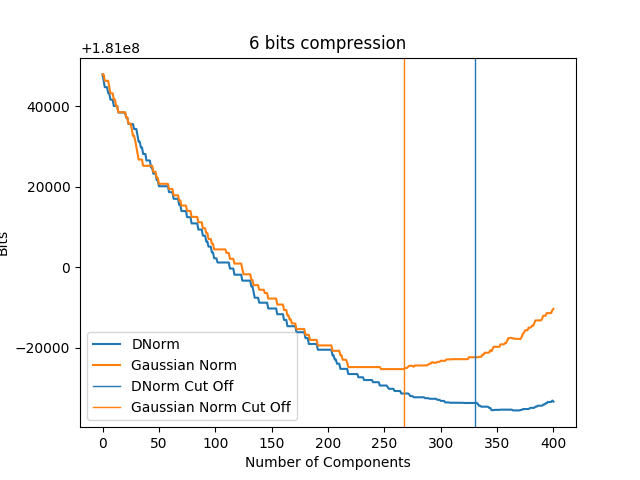 6 bits compression
+1.81e8
40000
20000
0
−20000
Bits
DNorm
Gaussian Norm
DNorm Cut Off
Gaussian Norm Cut Off
0 50 100 150 200 250 300 350 400
Number of Components